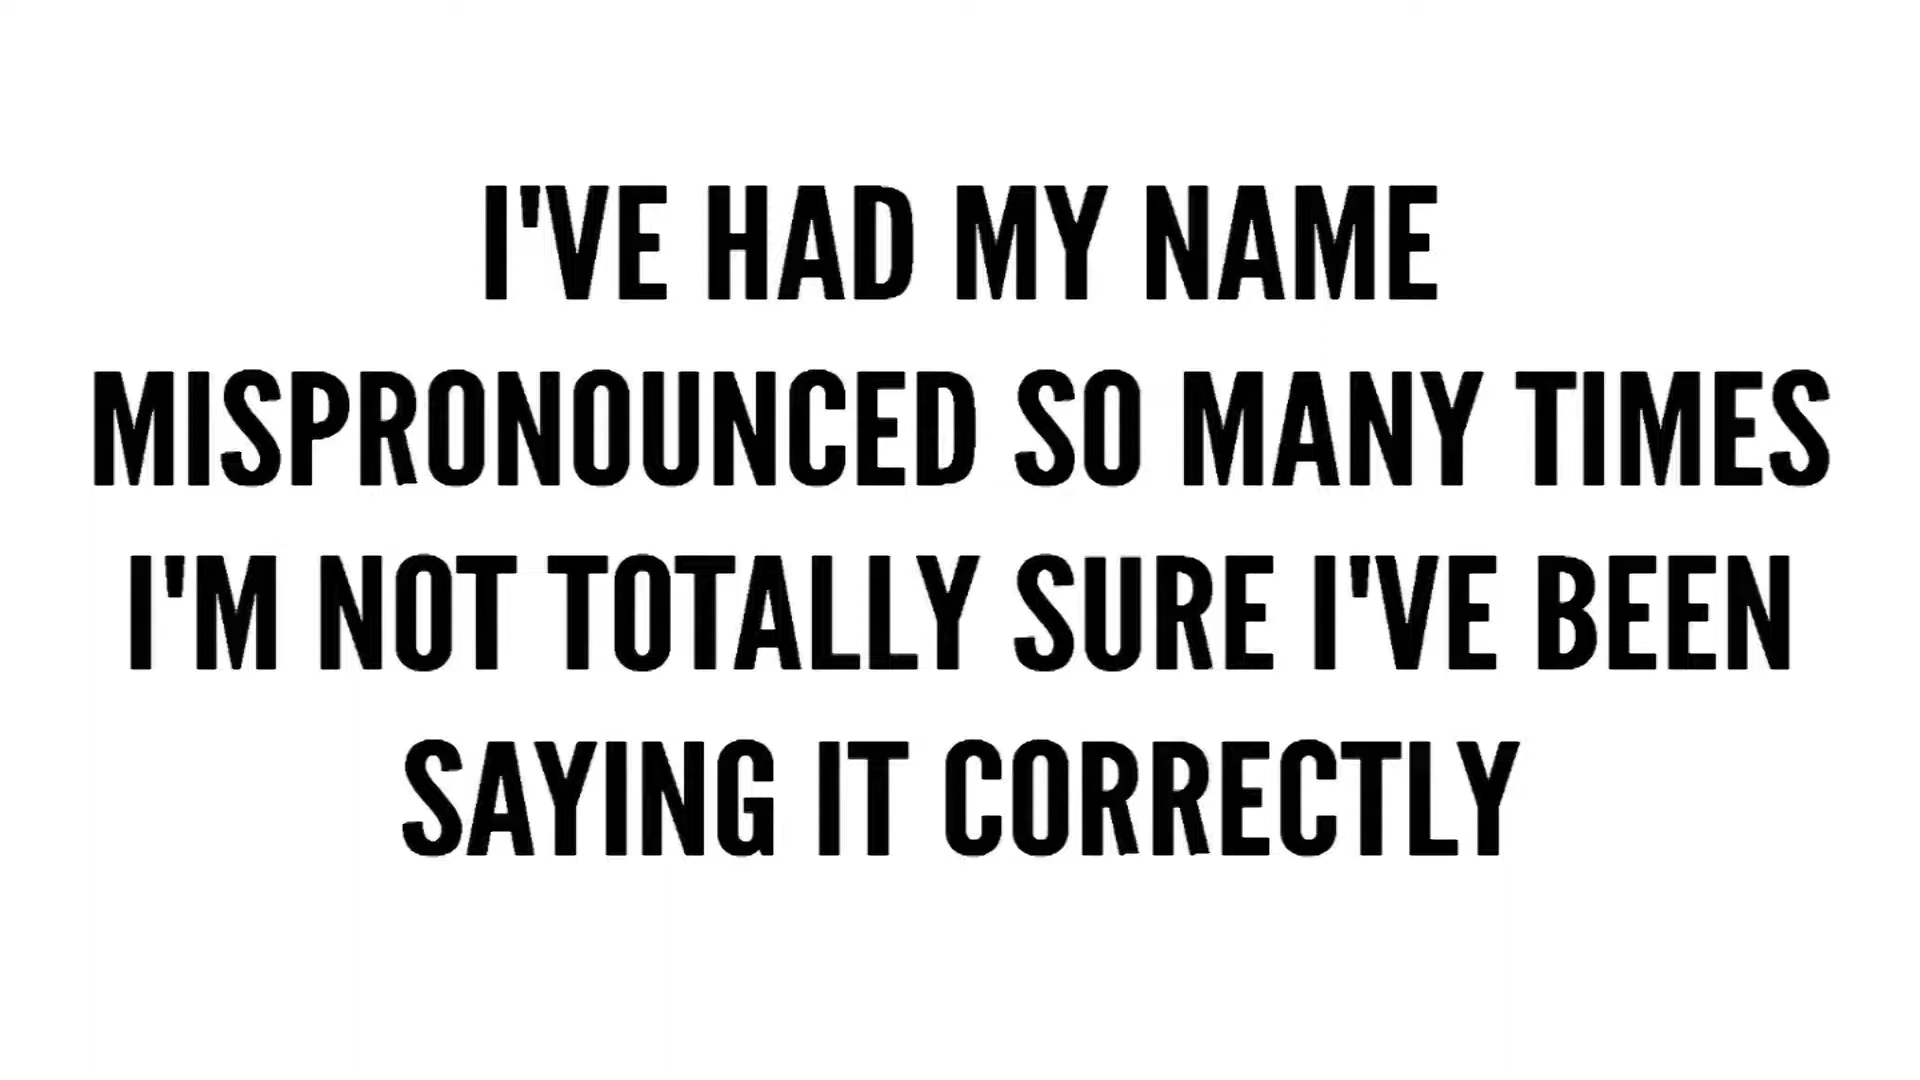 I'VE HAD MY NAME
MISPRONOUNCED SO MANY TIMES
I'M NOT TOTALLY SURE I'VE BEEN
SAYING IT CORRECTLY